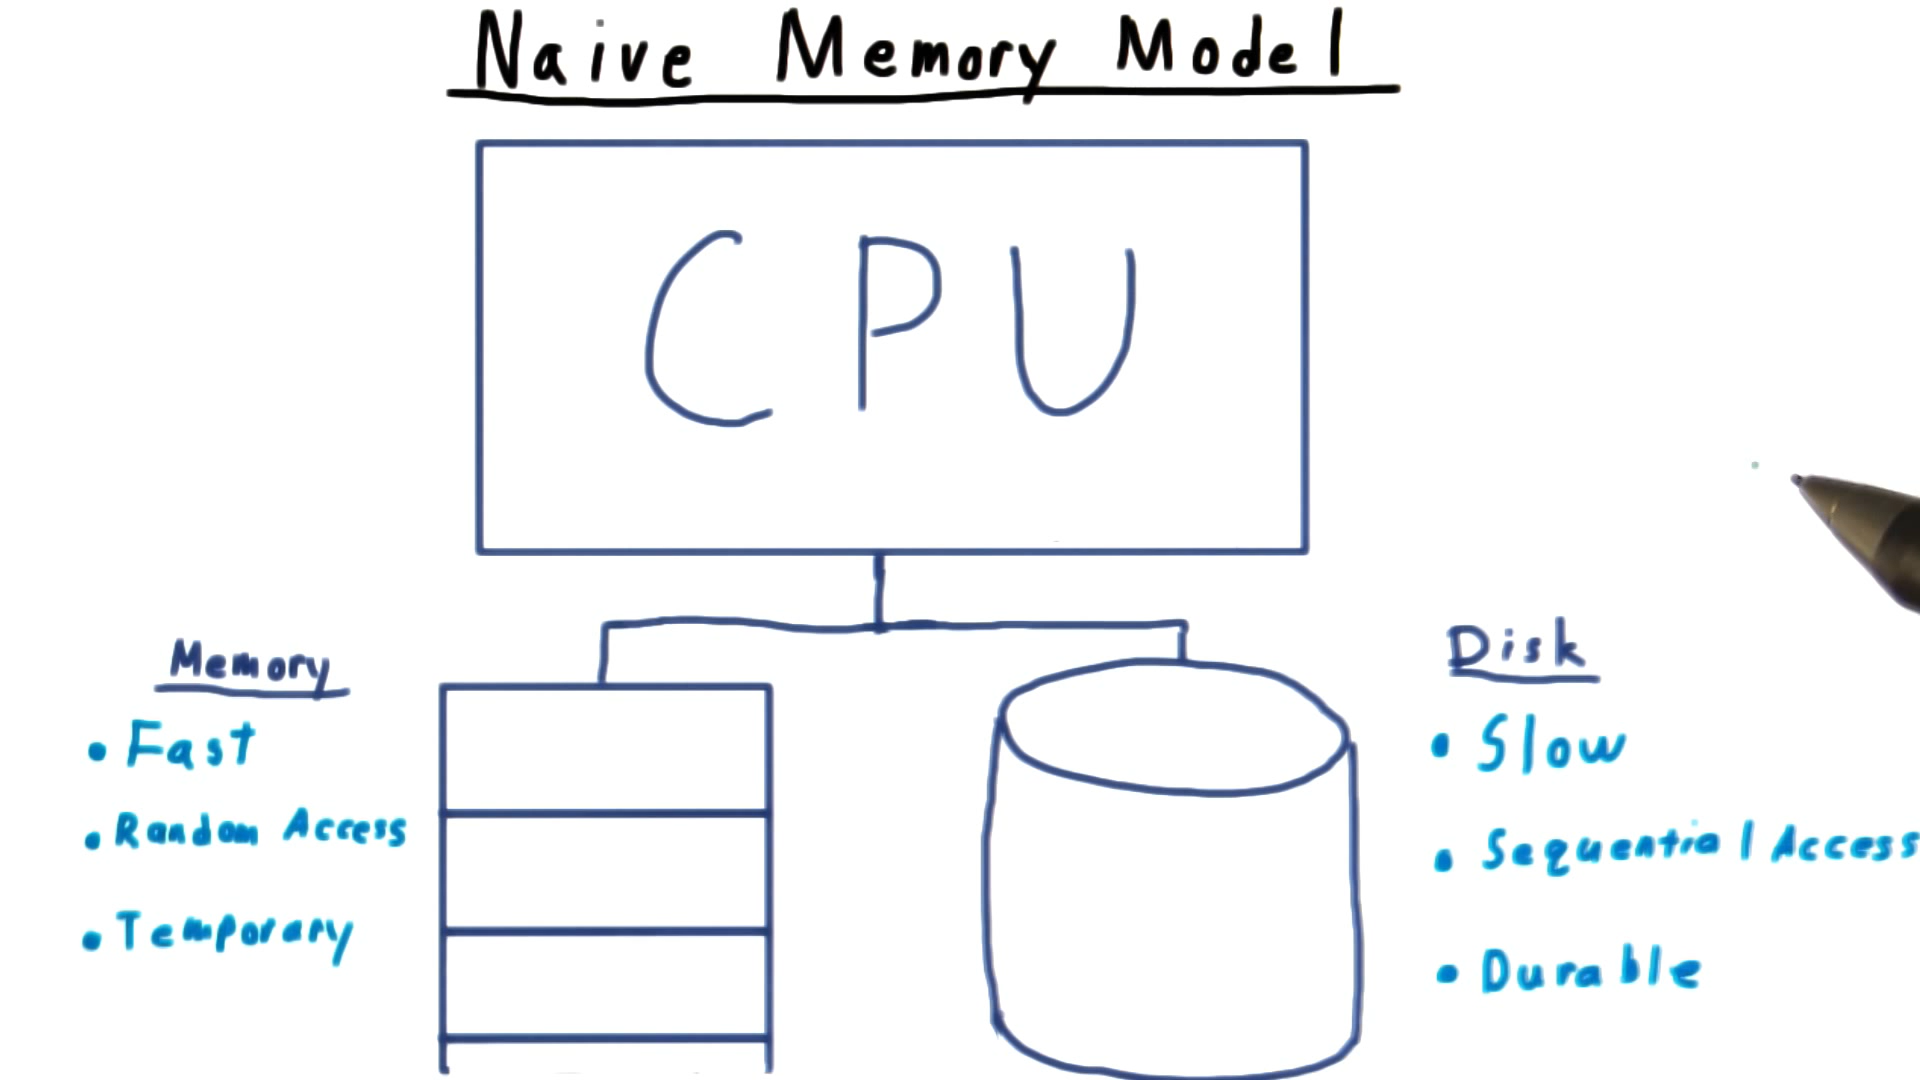 Naive Memory Model
CPU
Memory
• Fast
• Random Access
• Temporary
Disk
• Slow
• Sequential Access
• Durable